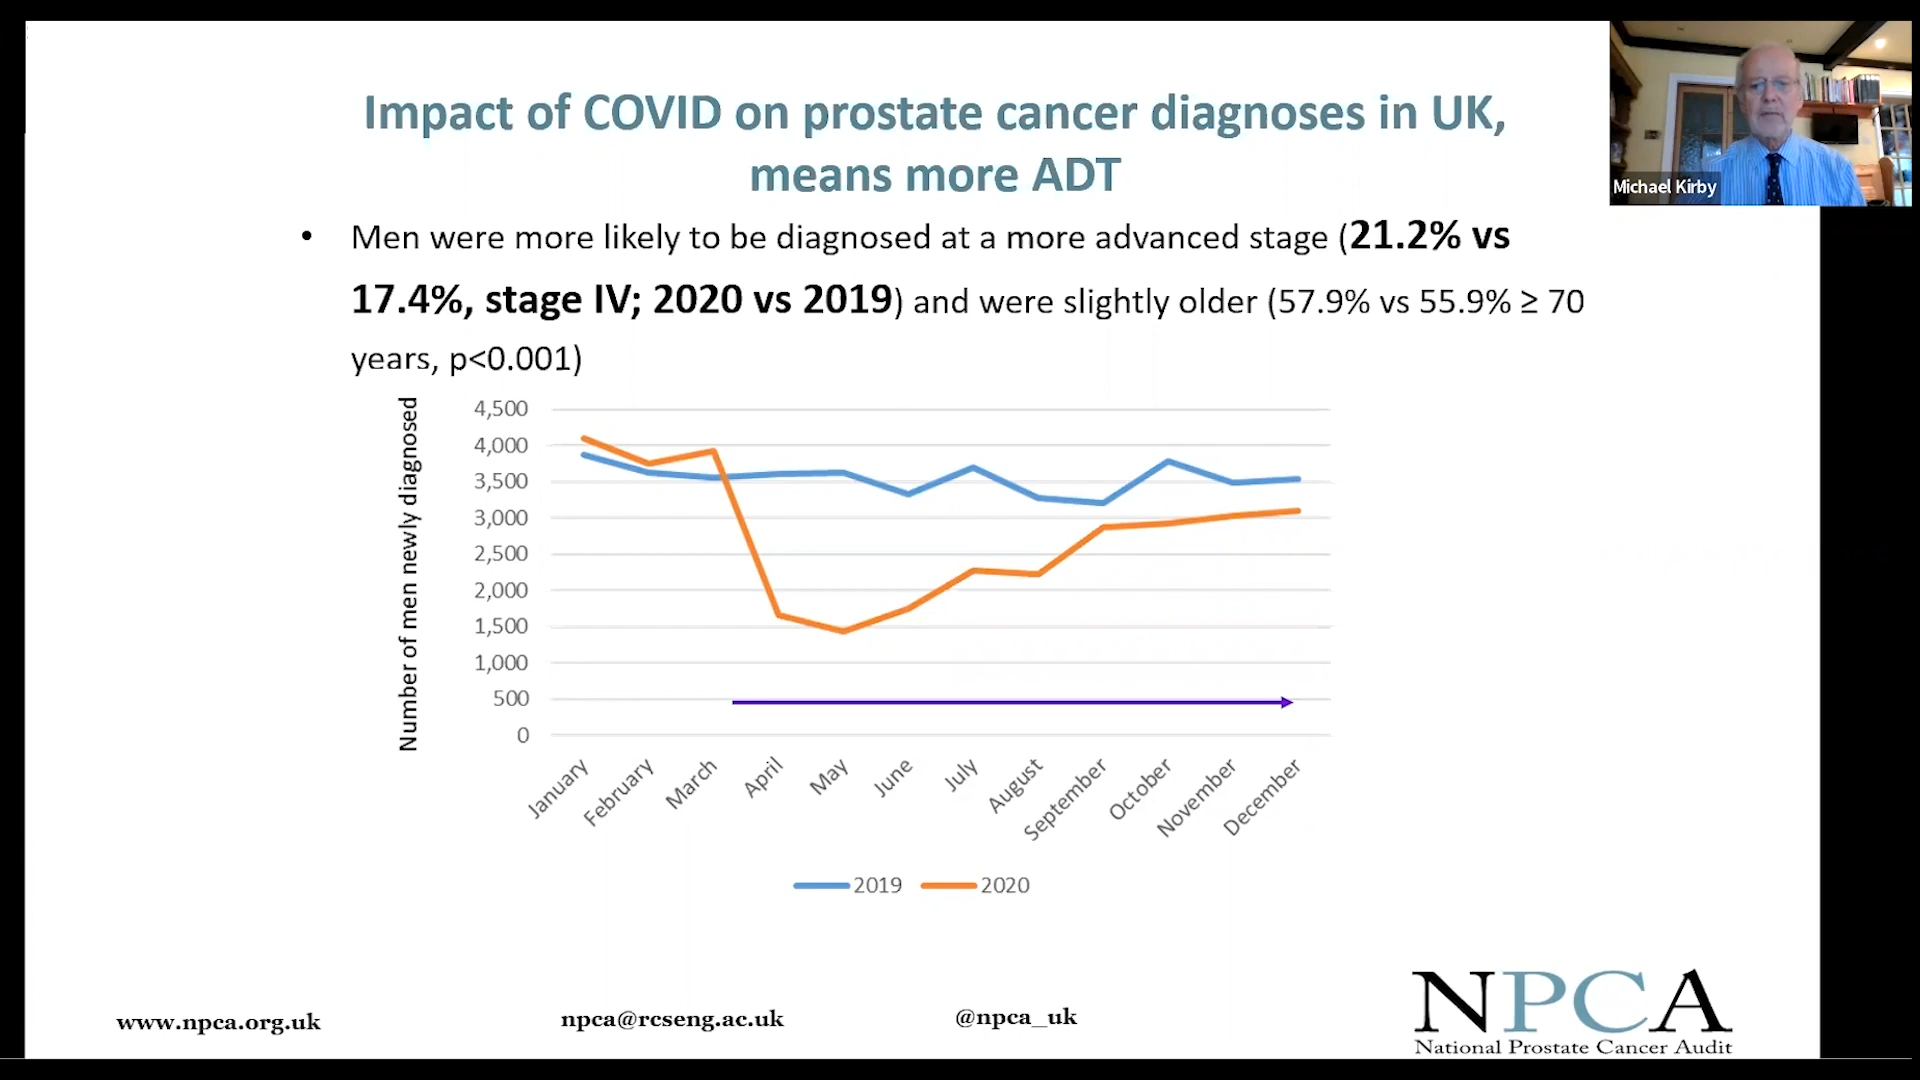 Impact of COVID on prostate cancer diagnoses in UK,
means more ADT
Michael Kirby
• Men were more likely to be diagnosed at a more advanced stage (21.2% vs
17.4%, stage IV; 2020 vs 2019) and were slightly older (57.9% vs 55.9% ≥ 70
years, p<0.001)
Number of men newly diagnosed
4,500
4,000
3,500
3,000
2,500
2,000
1,500
1,000
500
0
January
February
March
April
May
June
July
August
September
October
November
December
2019 2020
www.npca.org.uk
npca@rcseng.ac.uk
@npca_uk
NPCA
National Prostate Cancer Audit